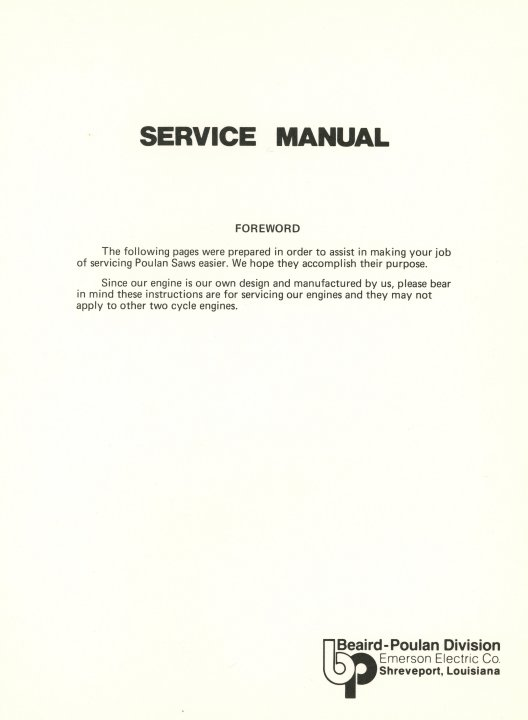 SERVICE MANUAL
FOREWORD
The following pages were prepared in order to assist in making your job
of servicing Poulan Saws easier. We hope they accomplish their purpose.
Since our engine is our own design and manufactured by us, please bear
in mind these instructions are for servicing our engines and they may not
apply to other two cycle engines.
bp
Beaird-Poulan Division
Emerson Electric Co.
Shreveport, Louisiana